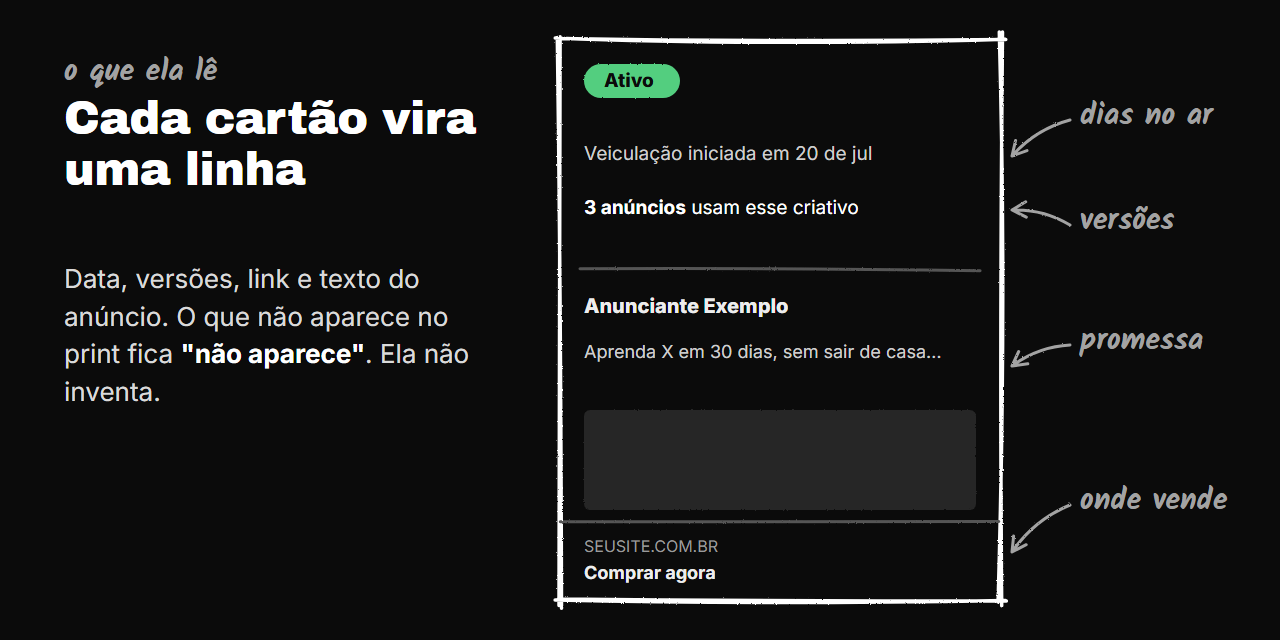 o que ela lê
Cada cartão vira
uma linha
Data, versões, link e texto do
anúncio. O que não aparece no
print fica "não aparece". Ela não
inventa.
Ativo
Veiculação iniciada em 20 de jul
3 anúncios usam esse criativo
Anunciante Exemplo
Aprenda X em 30 dias, sem sair de casa...
SEUSITE.COM.BR
Comprar agora
dias no ar
versões
promessa
onde vende